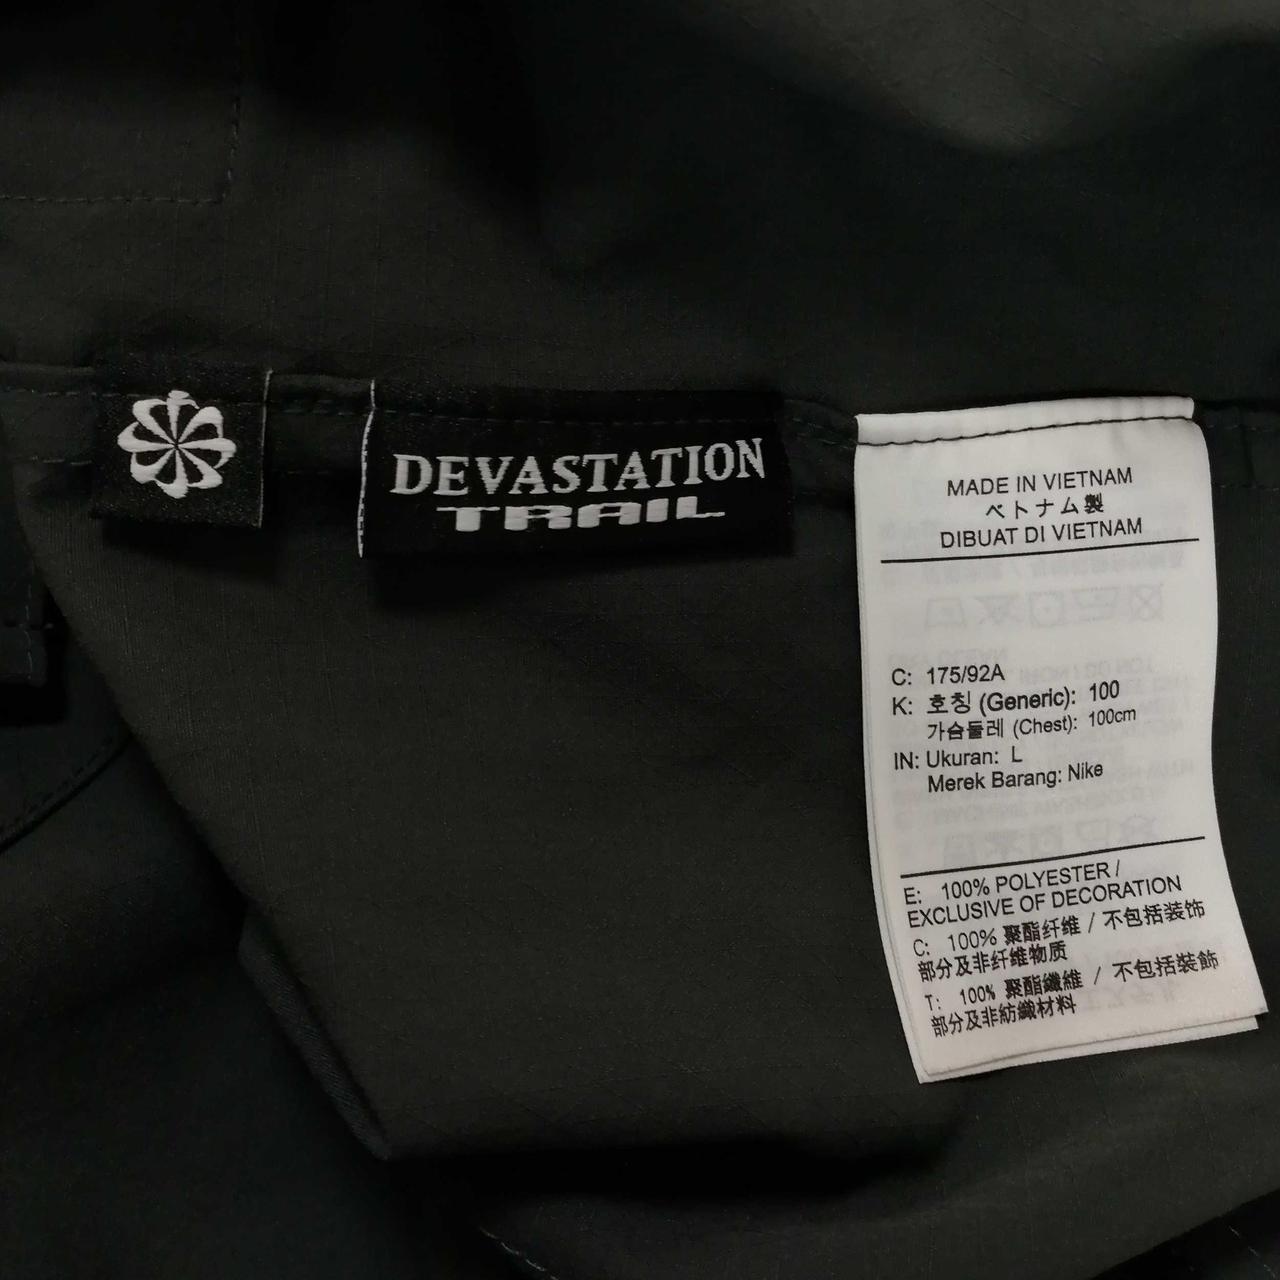 DEVASTATION
TRAIL
MADE IN VIETNAM
ベトナム製
DIBUAT DI VIETNAM
C: 175/92A
K: 호칭 (Generic): 100
가슴둘레 (Chest): 100cm
IN: Ukuran: L
Merek Barang: Nike
E: 100% POLYESTER /
EXCLUSIVE OF DECORATION
C: 100% 聚酯纤维 / 不包括装饰
部分及非纤维物质
T: 100% 聚酯纖維 / 不包括裝飾
部分及非紡織材料